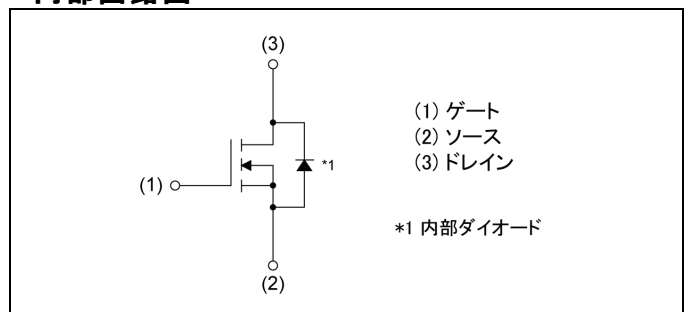 (3)
(1) ゲート
(2) ソース
(3) ドレイン
*1
(1)
*1 内部ダイオード
(2)